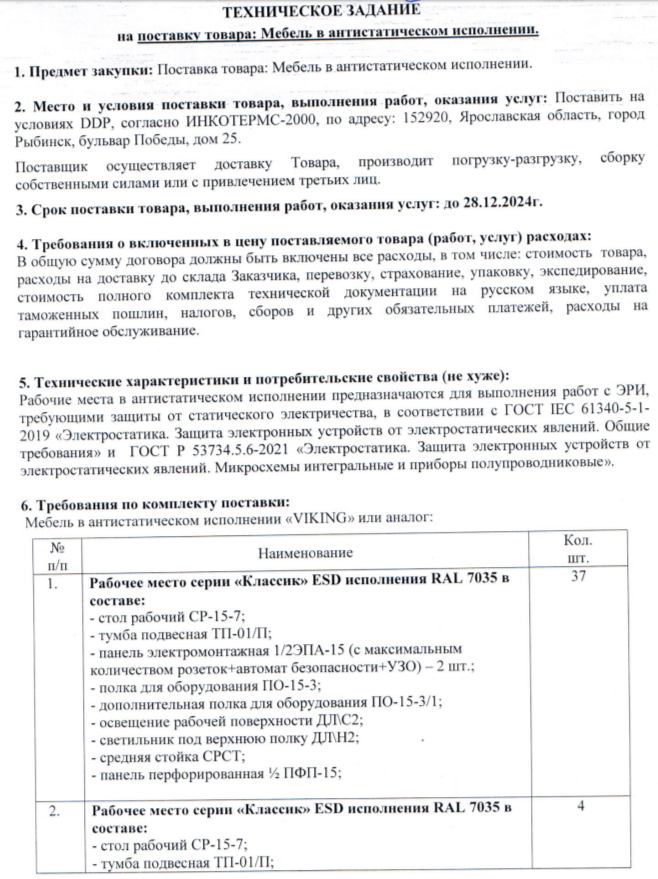 ТЕХНИЧЕСКОЕ ЗАДАНИЕ
на поставку товара: Мебель в антистатическом исполнении.
1. Предмет закупки: Поставка товара: Мебель в антистатическом исполнении.
2. Место и условия поставки товара, выполнения работ, оказания услуг: Поставить на
условиях DDP, согласно ИНКОТЕРМС-2000, по адресу: 152920, Ярославская область, город
Рыбинск, бульвар Победы, дом 25.
Поставщик осуществляет доставку Товара, производит погрузку-разгрузку, сборку
собственными силами или с привлечением третьих лиц.
3. Срок поставки товара, выполнения работ, оказания услуг: до 28.12.2024г.
4. Требования о включенных в цену поставляемого товара (работ, услуг) расходах:
В общую сумму договора должны быть включены все расходы, в том числе: стоимость товара,
расходы на доставку до склада Заказчика, перевозку, страхование, упаковку, экспедирование,
стоимость полного комплекта технической документации на русском языке, уплата
таможенных пошлин, налогов, сборов и других обязательных платежей, расходы на
гарантийное обслуживание.
5. Технические характеристики и потребительские свойства (не хуже):
Рабочие места в антистатическом исполнении предназначаются для выполнения работ с ЭРИ,
требующими защиты от статического электричества, в соответствии с ГОСТ IEC 61340-5-1-
2019 «Электростатика. Защита электронных устройств от электростатических явлений. Общие
требования» и ГОСТ Р 53734.5.6-2021 «Электростатика. Защита электронных устройств от
электростатических явлений. Микросхемы интегральные и приборы полупроводниковые».
6. Требования по комплекту поставки:
Мебель в антистатическом исполнении «VIKING» или аналог:
№ п/п Наименование Кол. шт.
1. Рабочее место серии «Классик» ESD исполнения RAL 7035 в 37
составе:
- стол рабочий СР-15-7;
- тумба подвесная ТП-01/П;
- панель электромонтажная 1/2ЭПА-15 (с максимальным
количеством розеток+автомат безопасности+УЗО) – 2 шт.;
- полка для оборудования ПО-15-3;
- дополнительная полка для оборудования ПО-15-3/1;
- освещение рабочей поверхности ДЛ\С2;
- светильник под верхнюю полку ДЛ\Н2;
- средняя стойка СРСТ;
- панель перфорированная ½ ПФП-15;
2. Рабочее место серии «Классик» ESD исполнения RAL 7035 в 4
составе:
- стол рабочий СР-15-7;
- тумба подвесная ТП-01/П;